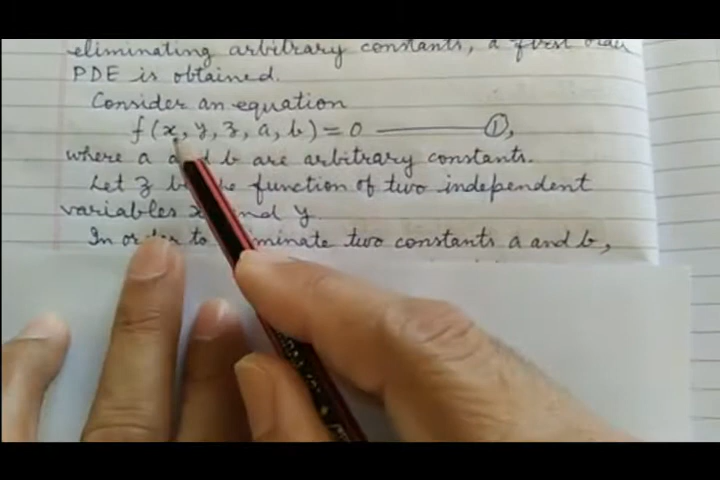 eliminating arbitrary constants, a first order
PDE is obtained.
Consider an equation
f(x, y, z, a, b) = 0 ——— ①,
where a and b are arbitrary constants.
Let z be the function of two independent
variables x and y.
In order to eliminate two constants a and b,